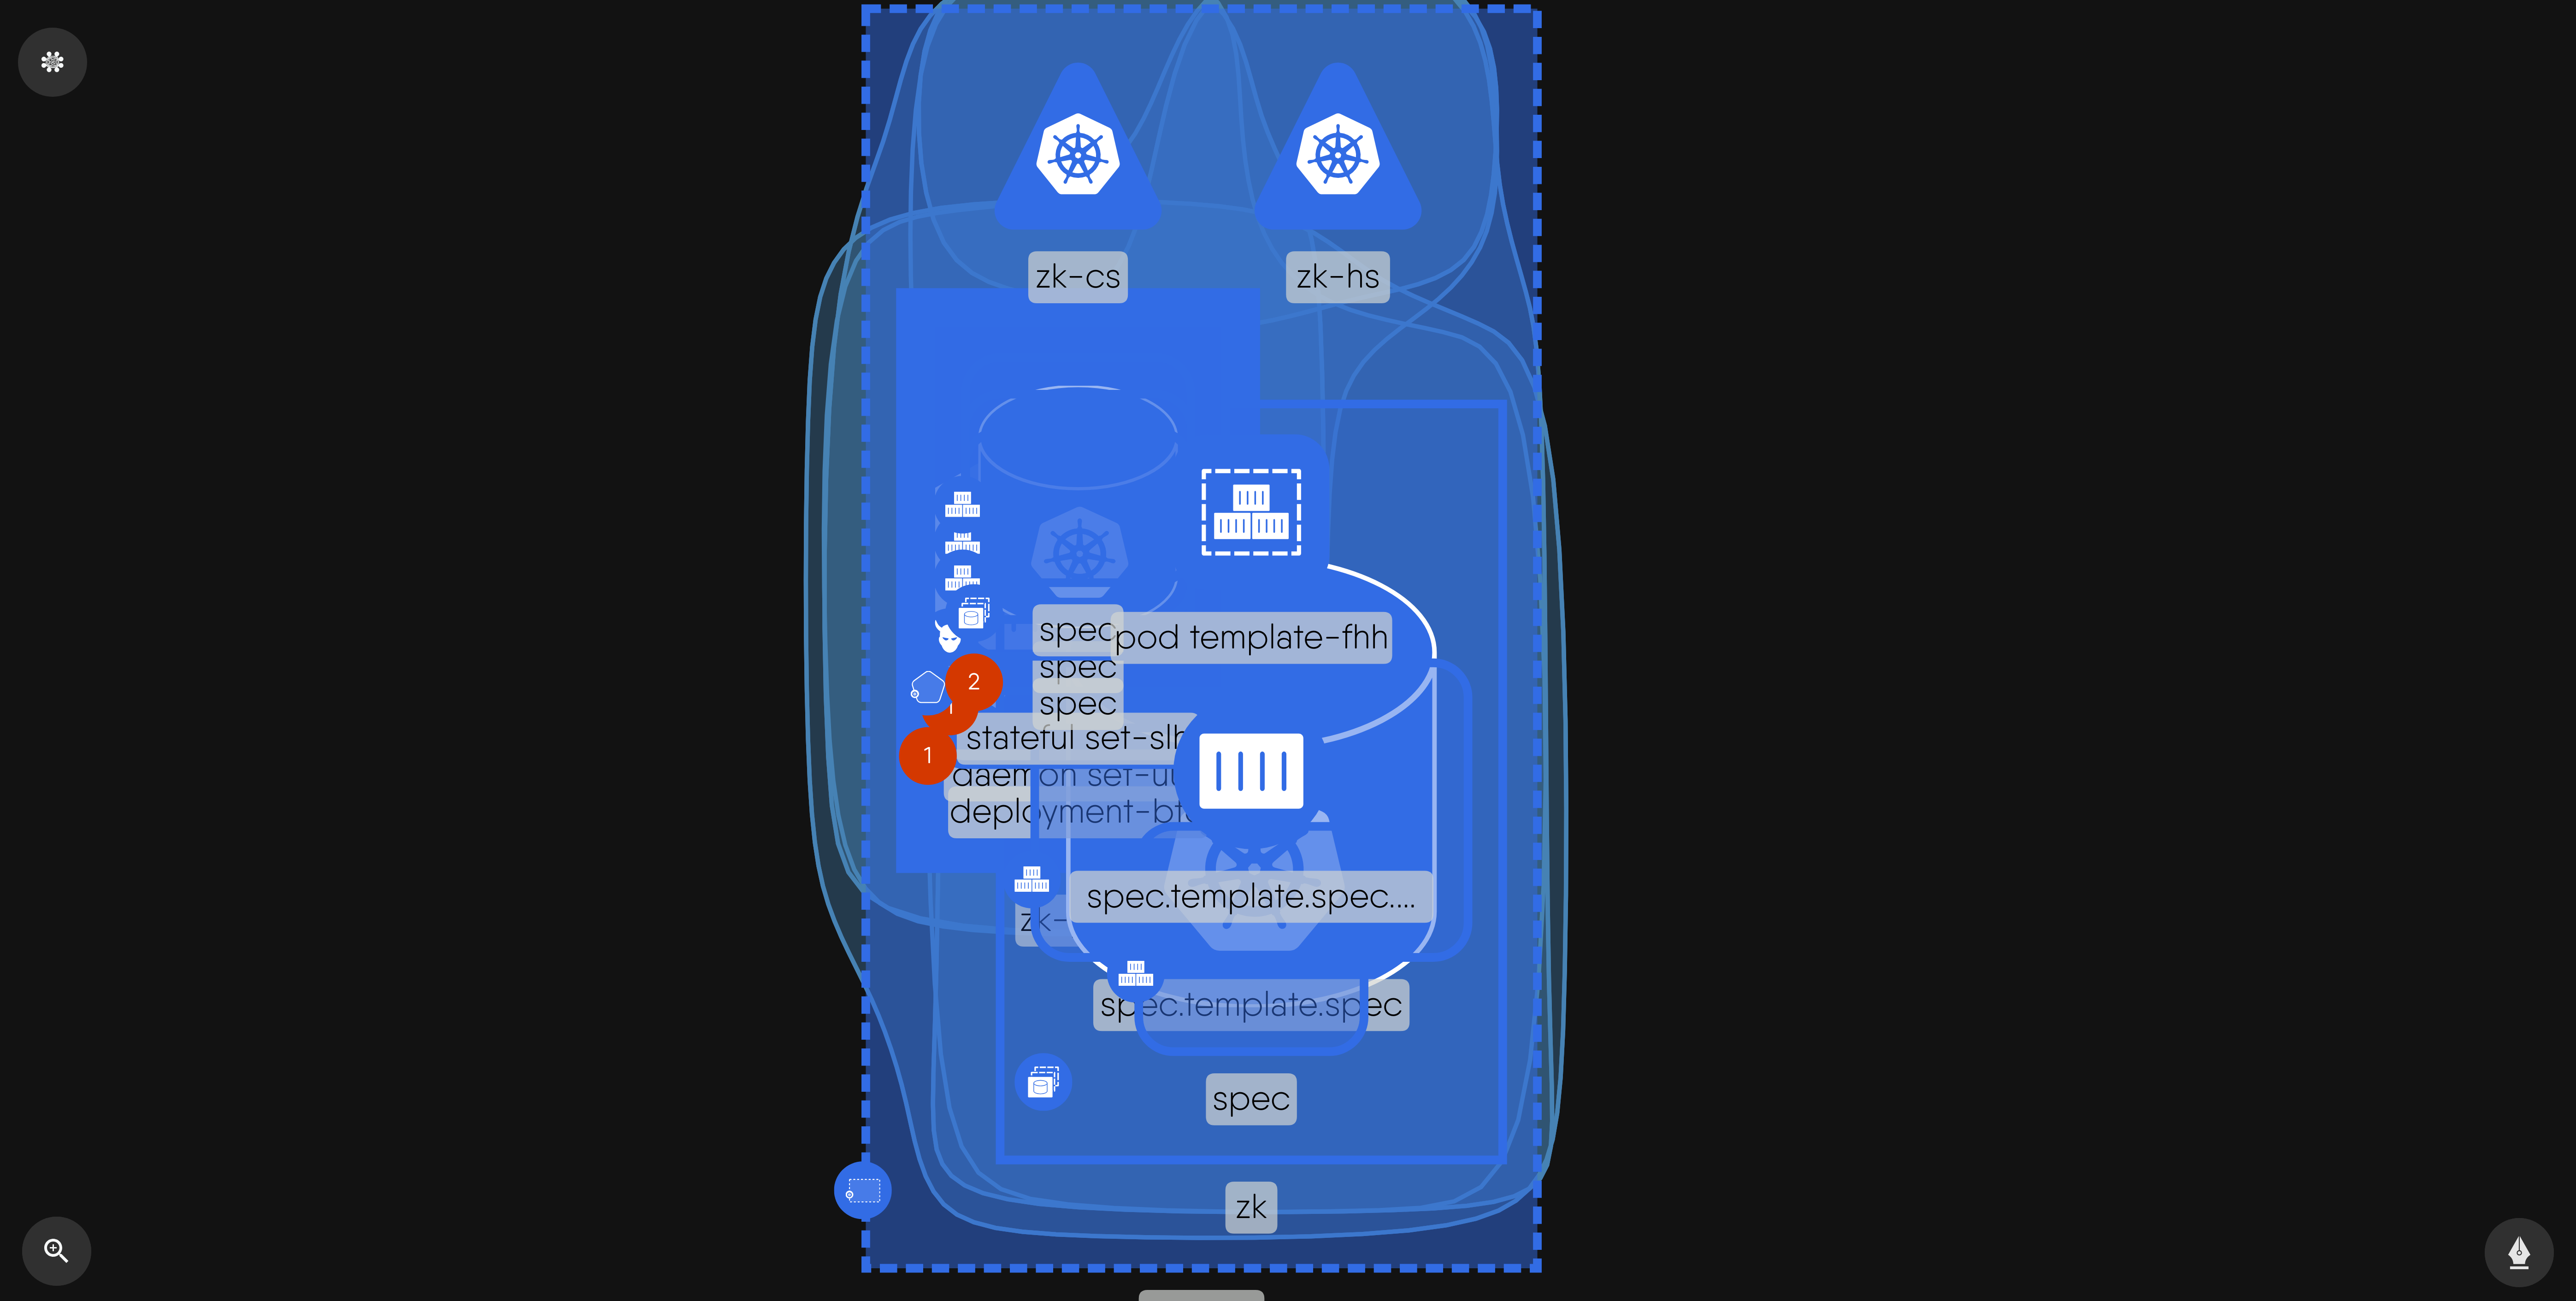 zk-cs
zk-hs
spec
pod template-fhh
spec
spec
2
stateful set-slh
1
daemon set-u
deployment-bt
spec.template.spec....
zk-
spec.template.spec
spec
zk